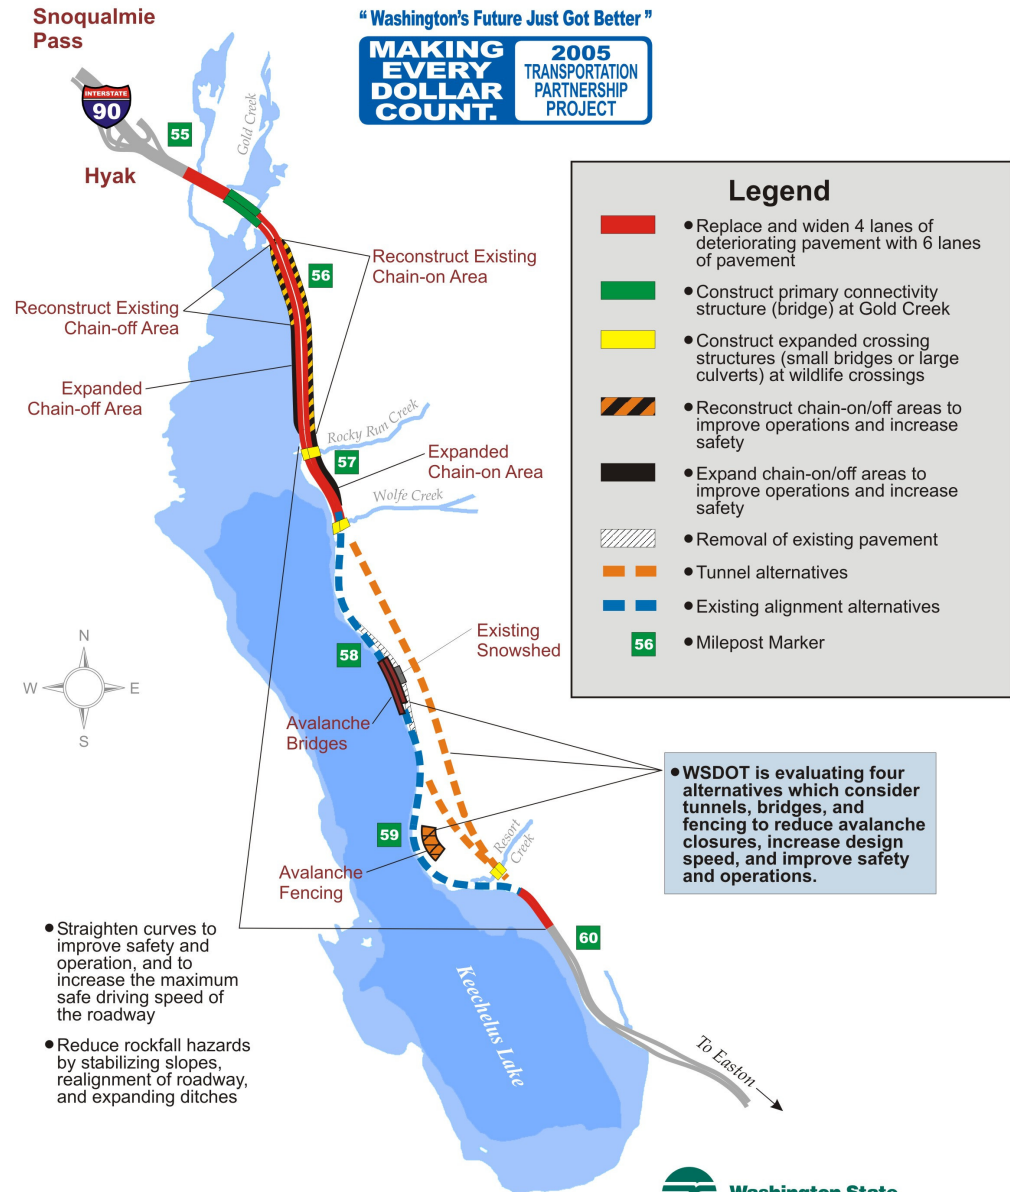 Snoqualmie
Pass
“ Washington's Future Just Got Better ”
MAKING
EVERY
DOLLAR
COUNT.
2005
TRANSPORTATION
PARTNERSHIP
PROJECT
INTERSTATE
90
55
Gold Creek
Hyak
Legend
Replace and widen 4 lanes of
deteriorating pavement with 6 lanes
of pavement
Construct primary connectivity
structure (bridge) at Gold Creek
Construct expanded crossing
structures (small bridges or large
culverts) at wildlife crossings
Reconstruct chain-on/off areas to
improve operations and increase
safety
Expand chain-on/off areas to
improve operations and increase
safety
Removal of existing pavement
Tunnel alternatives
Existing alignment alternatives
56
Milepost Marker
Reconstruct Existing
Chain-on Area
56
Reconstruct Existing
Chain-off Area
Expanded
Chain-off Area
Rocky Run Creek
57
Expanded
Chain-on Area
Wolfe Creek
N
W
E
S
58
Existing
Snowshed
Avalanche
Bridges
WSDOT is evaluating four
alternatives which consider
tunnels, bridges, and
fencing to reduce avalanche
closures, increase design
speed, and improve safety
and operations.
59
Resort
Creek
Avalanche
Fencing
60
Straighten curves to
improve safety and
operation, and to
increase the maximum
safe driving speed of
the roadway
Reduce rockfall hazards
by stabilizing slopes,
realignment of roadway,
and expanding ditches
Keechelus Lake
To Easton
Washington State